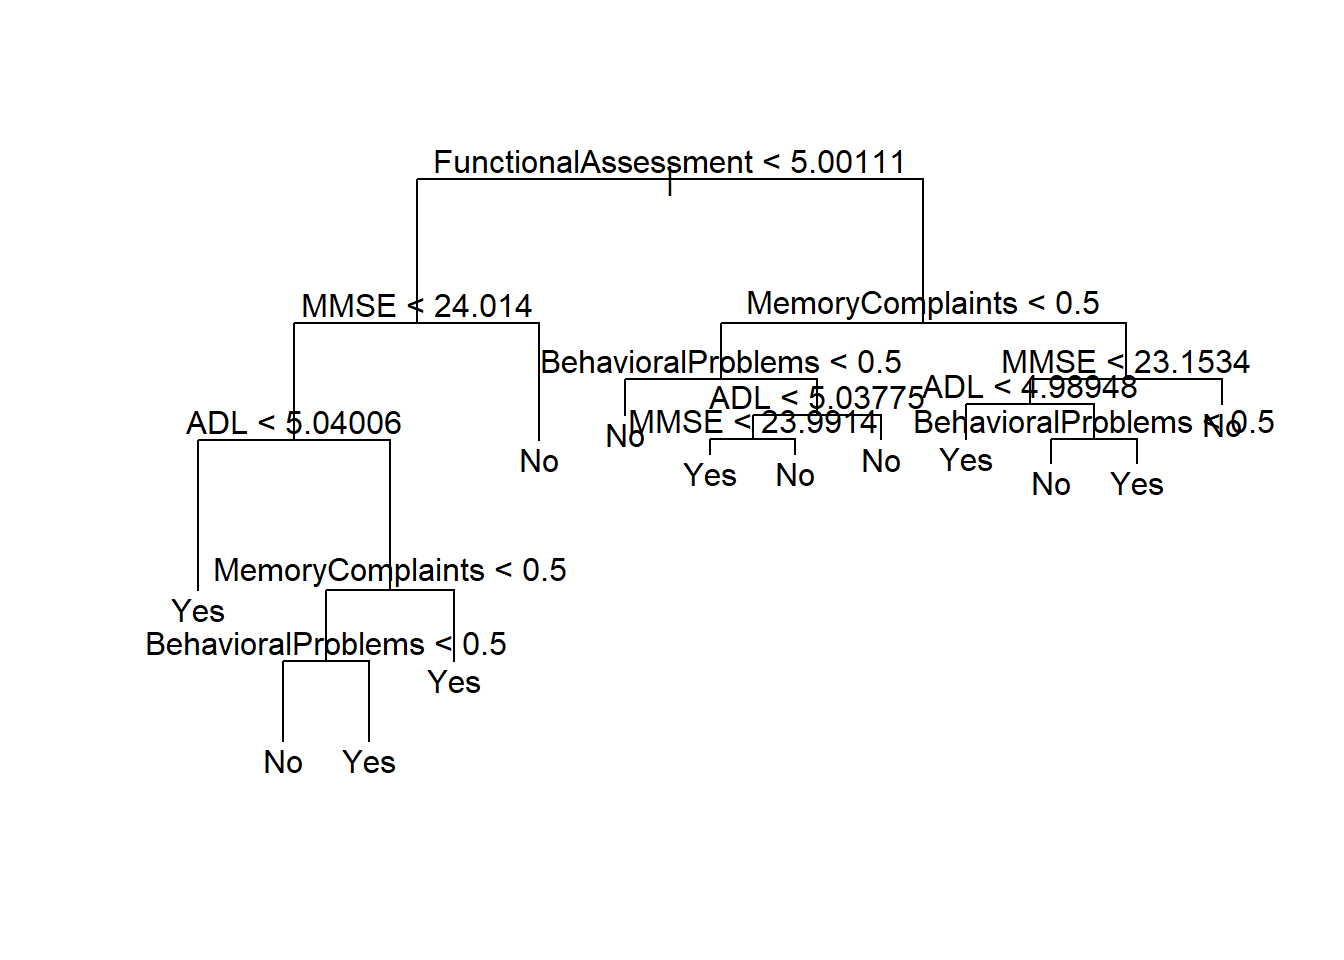 FunctionalAssessment < 5.00111
MMSE < 24.014
MemoryComplaints < 0.5
BehavioralProblems < 0.5
MMSE < 23.1534
ADL < 4.98948
ADL < 5.03775
ADL < 5.04006
MMSE < 23.9914
BehavioralProblems < 0.5
No
No
No
Yes
No
No
Yes
No
Yes
MemoryComplaints < 0.5
Yes
BehavioralProblems < 0.5
Yes
No
Yes